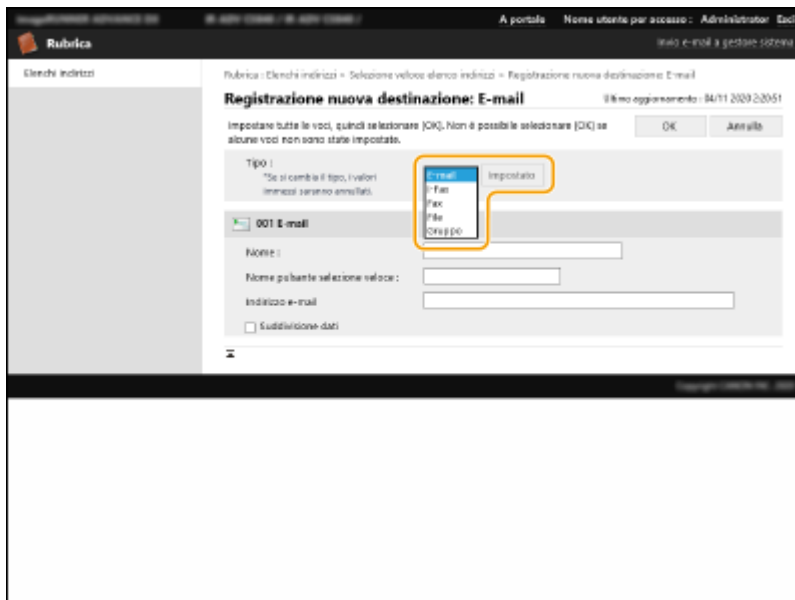 A portale Nome utente per accesso : Administrator Esci
Rubrica
Invio e-mail a gestore sistema
Elenchi indirizzi
Rubrica : Elenchi indirizzi > Selezione veloce elenco indirizzi > Registrazione nuova destinazione: E-mail
Registrazione nuova destinazione: E-mail
Ultimo aggiornamento : 04/11 2020 2:20:51
Impostare tutte le voci, quindi selezionare [OK]. Non è possibile selezionare [OK] se
alcune voci non sono state impostate.
OK Annulla
Tipo :
*Se si cambia il tipo, i valori
immessi saranno annullati.
E-mail
I-Fax
Fax
File
Gruppo
Impostato
001 E-mail
Nome :
Nome pulsante selezione veloce :
Indirizzo e-mail
Suddivisione dati